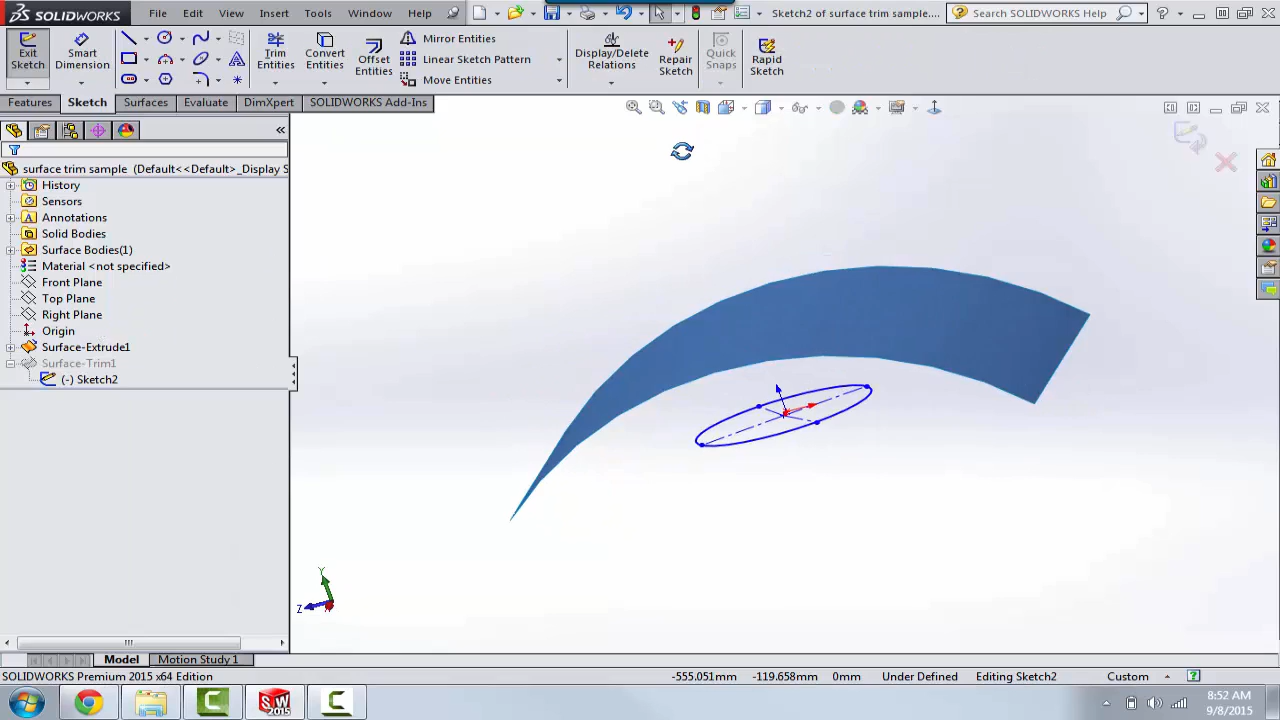 SOLIDWORKS
File Edit View Insert Tools Window Help
Sketch2 of surface trim sample....
Search SOLIDWORKS Help
Exit Sketch
Smart Dimension
Trim Entities
Convert Entities
Offset Entities
Mirror Entities
Linear Sketch Pattern
Move Entities
Display/Delete Relations
Repair Sketch
Quick Snaps
Rapid Sketch
Features Sketch Surfaces Evaluate DimXpert SOLIDWORKS Add-Ins
surface trim sample (Default<<Default>_Display S
History
Sensors
Annotations
Solid Bodies
Surface Bodies(1)
Material <not specified>
Front Plane
Top Plane
Right Plane
Origin
Surface-Extrude1
Surface-Trim1
(-) Sketch2
Y
Z
Model Motion Study 1
SOLIDWORKS Premium 2015 x64 Edition
-555.051mm -119.658mm 0mm Under Defined Editing Sketch2 Custom
8:52 AM
9/8/2015